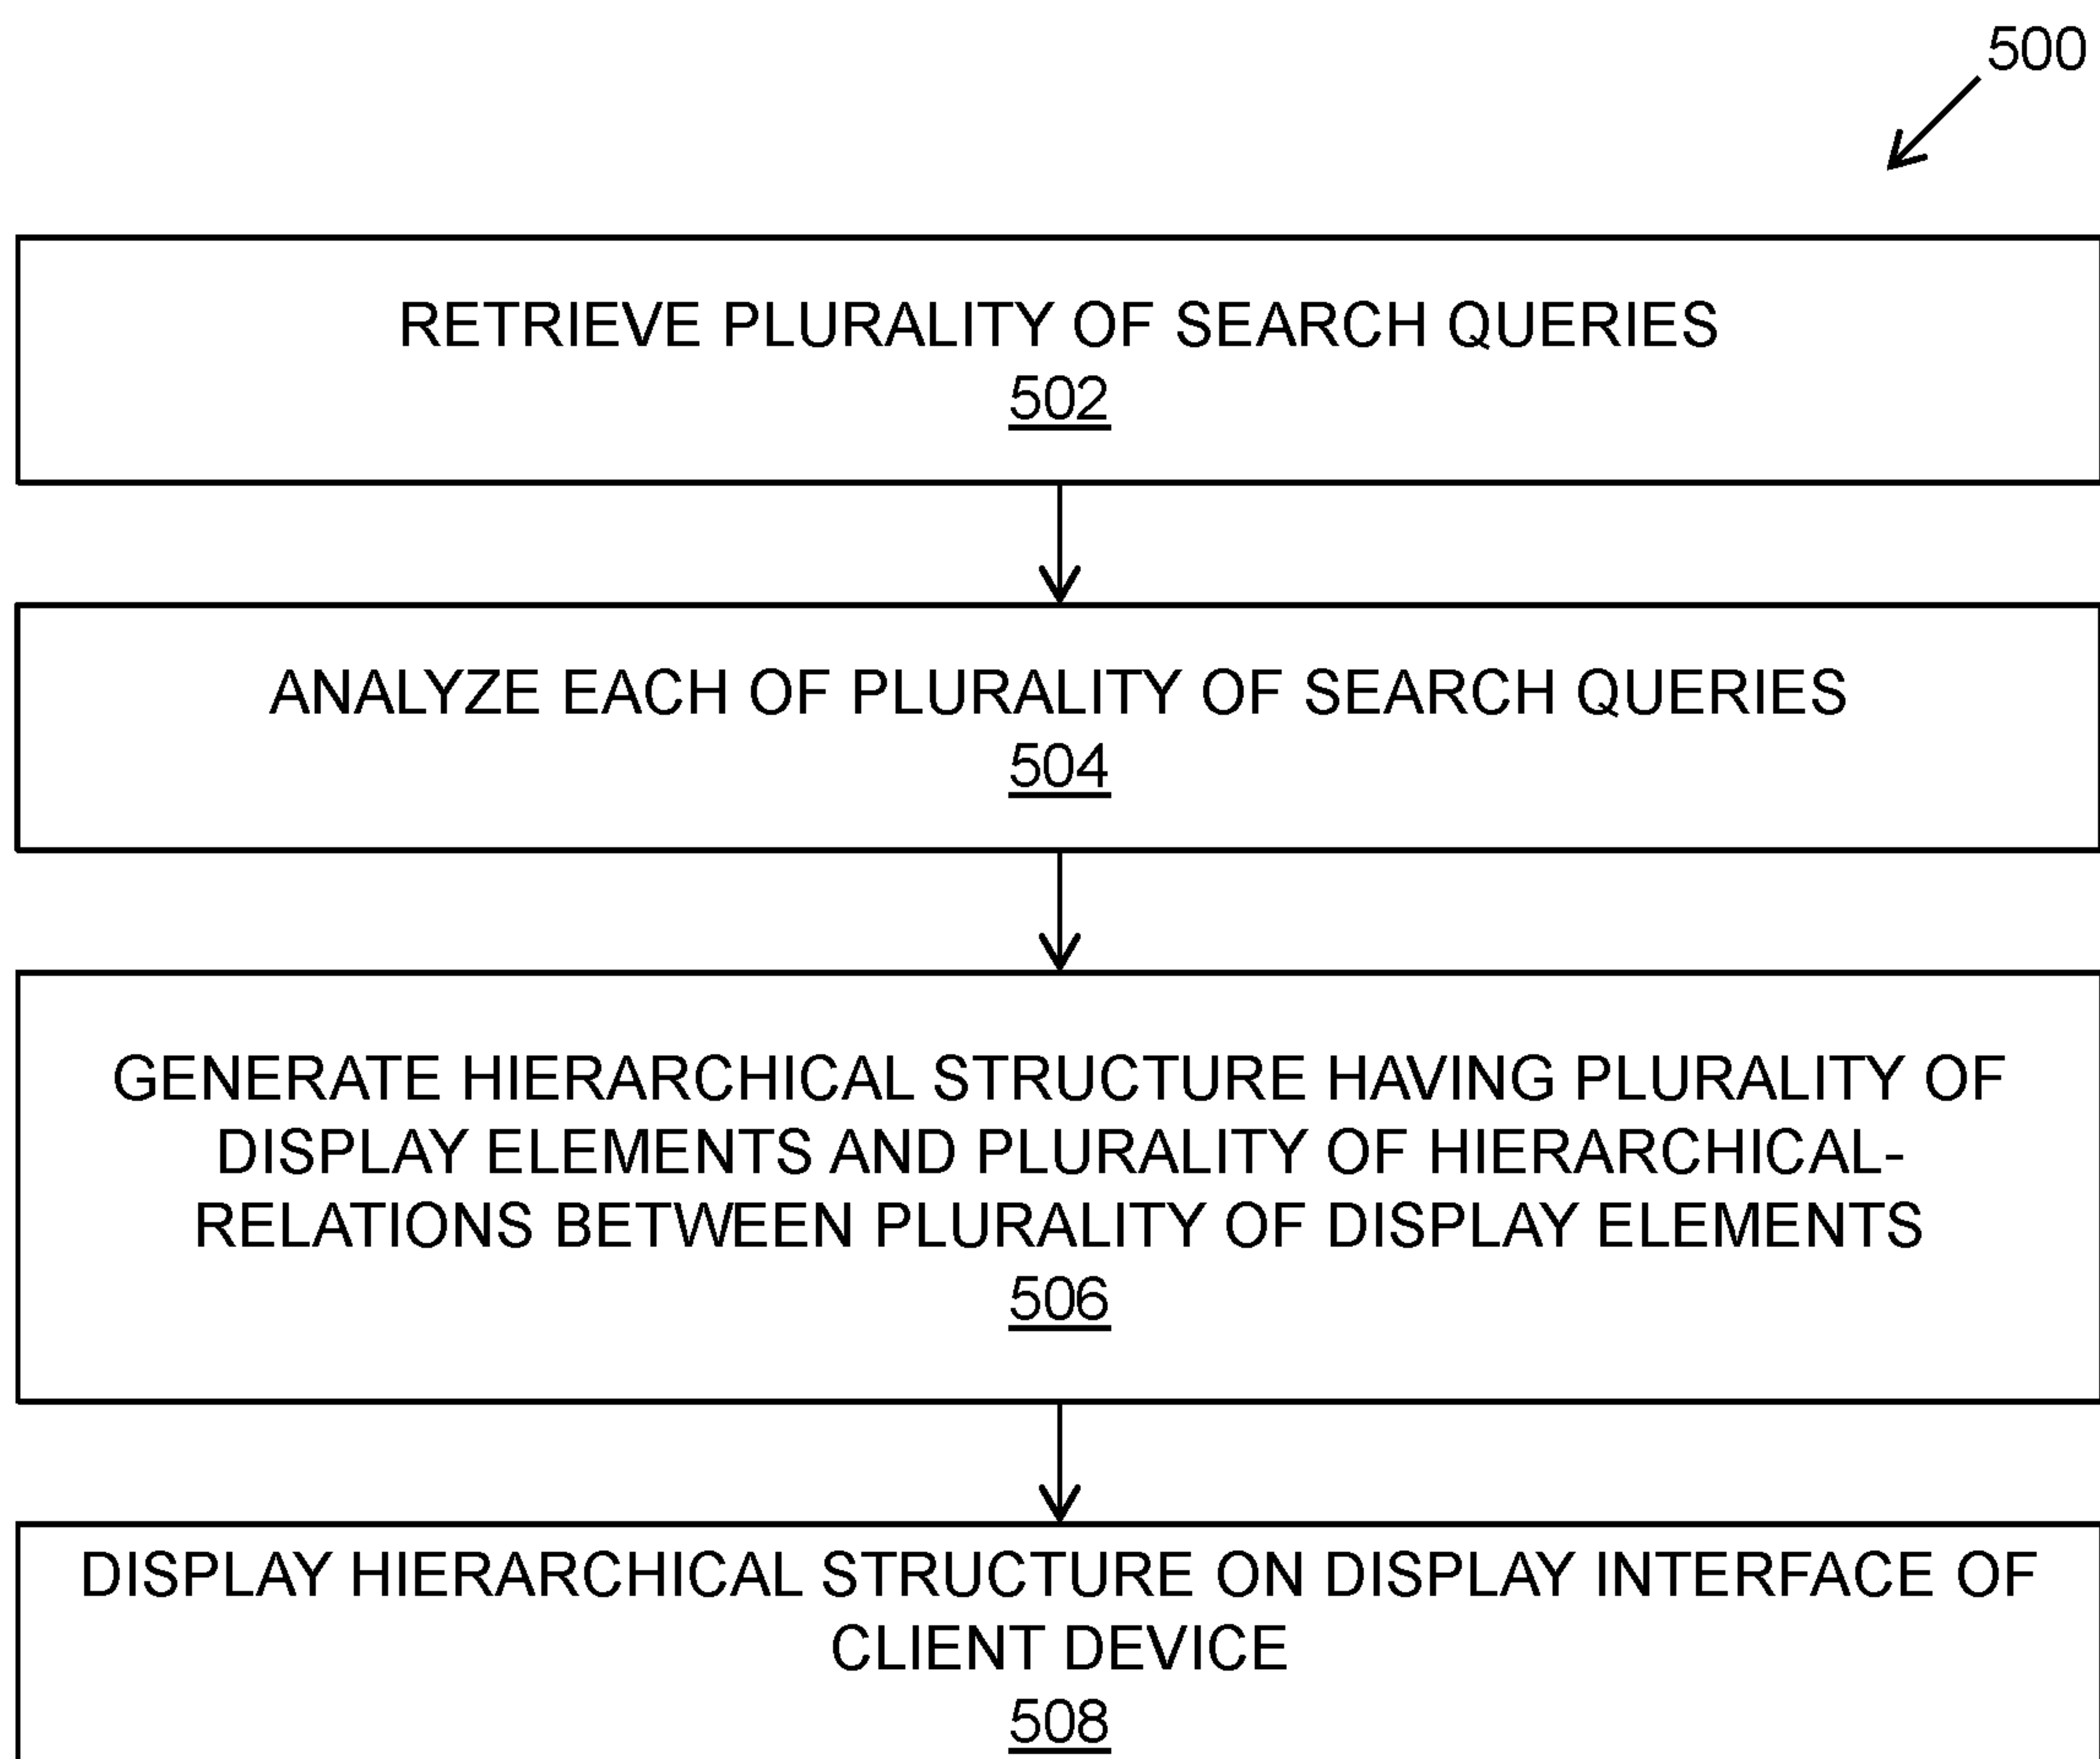 500
RETRIEVE PLURALITY OF SEARCH QUERIES
502
ANALYZE EACH OF PLURALITY OF SEARCH QUERIES
504
GENERATE HIERARCHICAL STRUCTURE HAVING PLURALITY OF
DISPLAY ELEMENTS AND PLURALITY OF HIERARCHICAL-
RELATIONS BETWEEN PLURALITY OF DISPLAY ELEMENTS
506
DISPLAY HIERARCHICAL STRUCTURE ON DISPLAY INTERFACE OF
CLIENT DEVICE
508